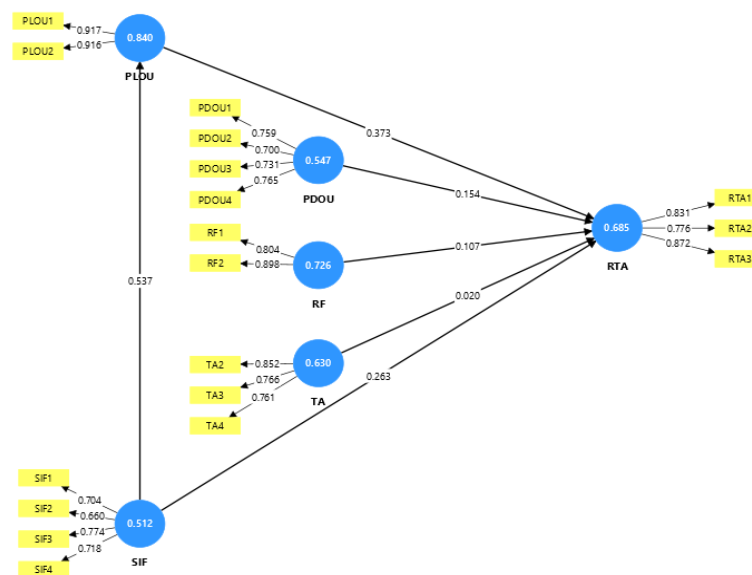 PLOU1
0.917
PLOU2
0.916
0.840
PLOU
PDOU1
0.759
PDOU2
0.700
PDOU3
0.731
PDOU4
0.765
0.547
PDOU
0.373
0.154
RF1
0.804
RF2
0.898
0.726
RF
0.107
0.685
RTA
0.831
RTA1
0.776
RTA2
0.872
RTA3
0.537
0.020
TA2
0.852
TA3
0.766
TA4
0.761
0.630
TA
0.263
SIF1
0.704
SIF2
0.660
SIF3
0.774
SIF4
0.718
0.512
SIF